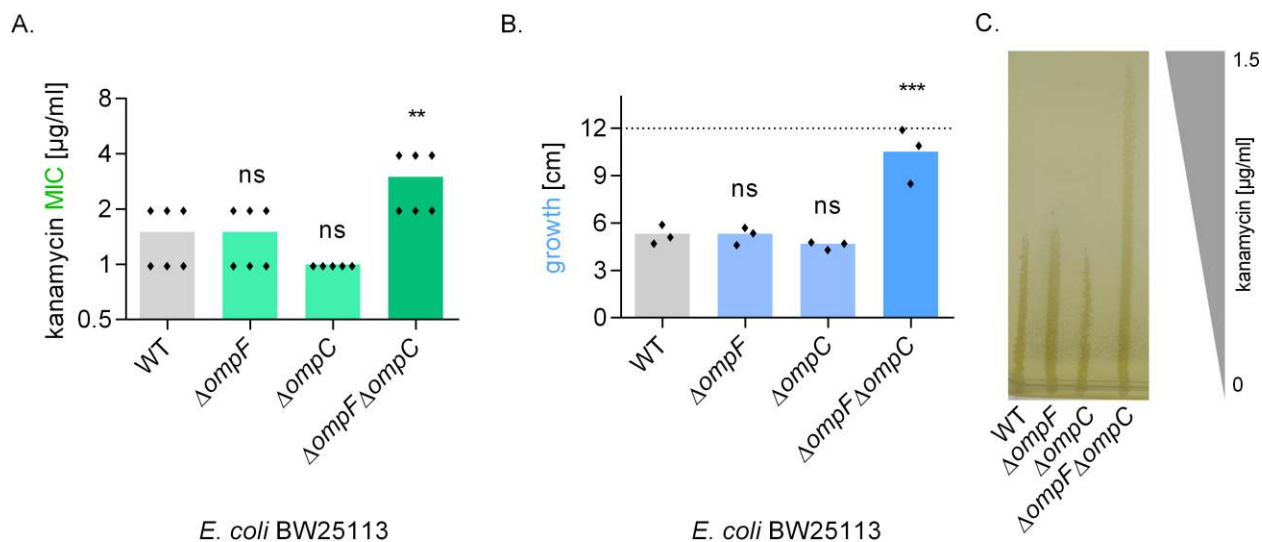 A.
kanamycin MIC [µg/ml]
8
4
2
1
0.5
ns
ns
**
WT
ΔompF
ΔompC
ΔompFΔompC
E. coli BW25113
B.
growth [cm]
12
9
6
3
0
ns
ns
***
WT
ΔompF
ΔompC
ΔompFΔompC
E. coli BW25113
C.
1.5
kanamycin [µg/ml]
0
WT
ΔompF
ΔompC
ΔompFΔompC